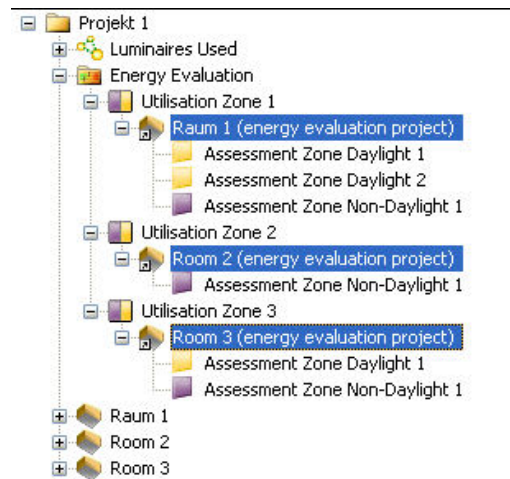 Projekt 1
Luminaires Used
Energy Evaluation
Utilisation Zone 1
Raum 1 (energy evaluation project)
Assessment Zone Daylight 1
Assessment Zone Daylight 2
Assessment Zone Non-Daylight 1
Utilisation Zone 2
Room 2 (energy evaluation project)
Assessment Zone Non-Daylight 1
Utilisation Zone 3
Room 3 (energy evaluation project)
Assessment Zone Daylight 1
Assessment Zone Non-Daylight 1
Raum 1
Room 2
Room 3